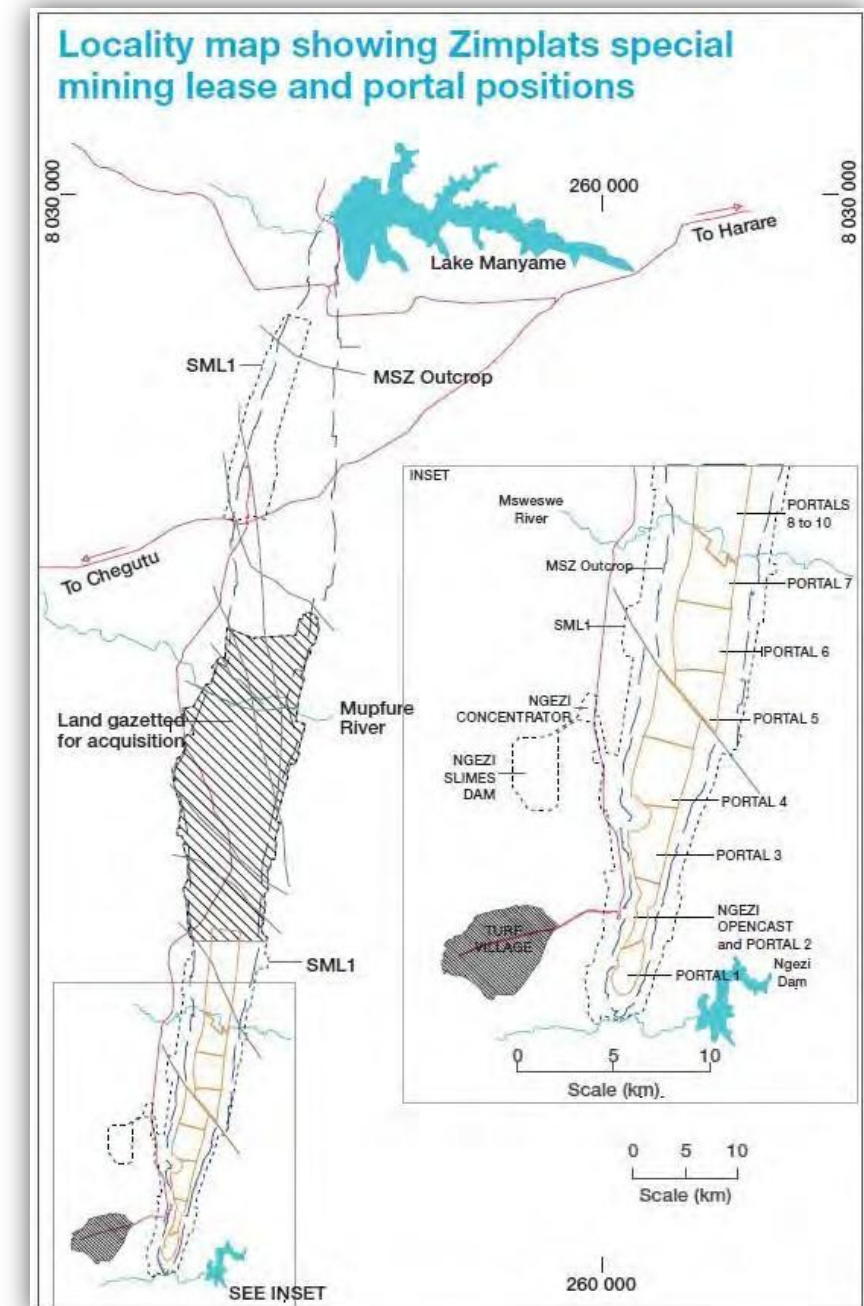 Locality map showing Zimplats special
mining lease and portal positions
8 030 000
260 000
8 030 000
To Harare
Lake Manyame
SML1
MSZ Outcrop
To Chegutu
Land gazetted
for acquisition
Mupfure
River
SML1
SEE INSET
INSET
Msweswe
River
PORTALS
8 to 10
MSZ Outcrop
PORTAL 7
SML1
PORTAL 6
NGEZI
CONCENTRATOR
PORTAL 5
NGEZI
SLIMES
DAM
PORTAL 4
PORTAL 3
TURF
VILLAGE
NGEZI
OPENCAST
and PORTAL 2
PORTAL 1
Ngezi
Dam
0 5 10
Scale (km)
0 5 10
Scale (km)
260 000